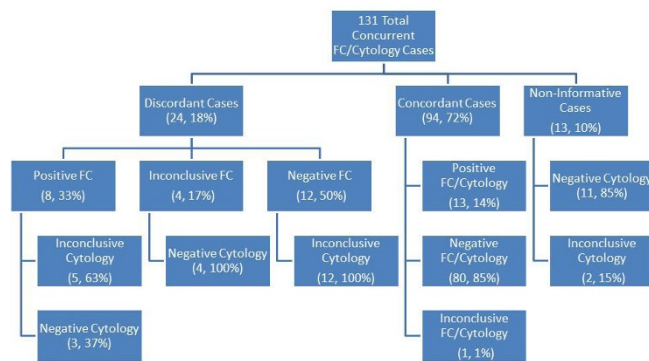 131 Total
Concurrent
FC/Cytology Cases
Discordant Cases
(24, 18%)
Concordant Cases
(94, 72%)
Non-Informative
Cases
(13, 10%)
Positive FC
(8, 33%)
Inconclusive FC
(4, 17%)
Negative FC
(12, 50%)
Positive
FC/Cytology
(13, 14%)
Negative Cytology
(11, 85%)
Inconclusive
Cytology
(5, 63%)
Negative Cytology
(4, 100%)
Inconclusive
Cytology
(12, 100%)
Negative
FC/Cytology
(80, 85%)
Inconclusive
Cytology
(2, 15%)
Negative Cytology
(3, 37%)
Inconclusive
FC/Cytology
(1, 1%)